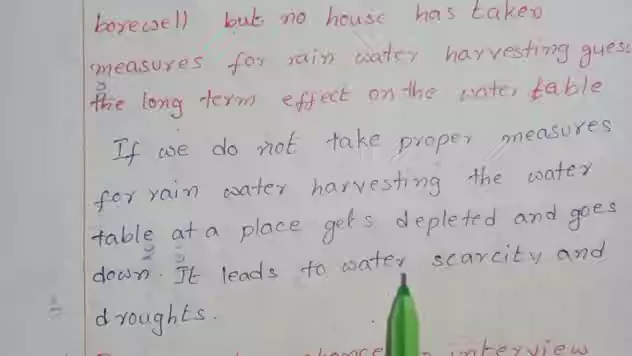 borewell but no house has taken
measures for rain water harvesting guess
the long term effect on the water table
If we do not take proper measures
for rain water harvesting the water
table at a place gets depleted and goes
down. It leads to water scarcity and
droughts.
interview